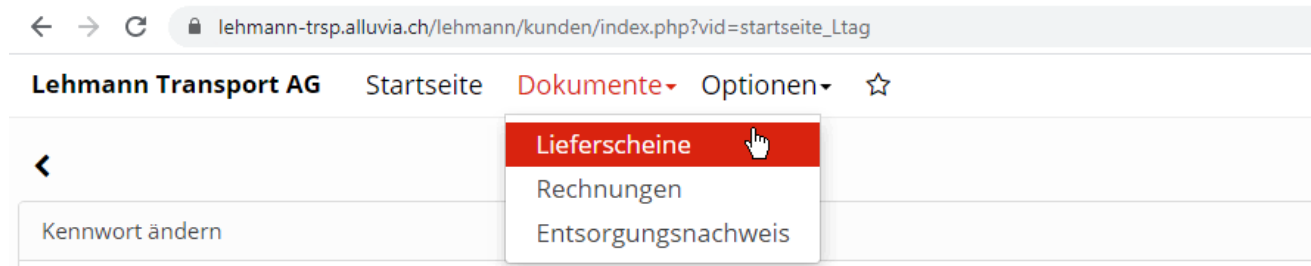 lehmann-trsp.alluvia.ch/lehmann/kunden/index.php?vid=startseite_Ltag
Lehmann Transport AG Startseite Dokumente Optionen
Lieferscheine
Rechnungen
Kennwort ändern
Entsorgungsnachweis